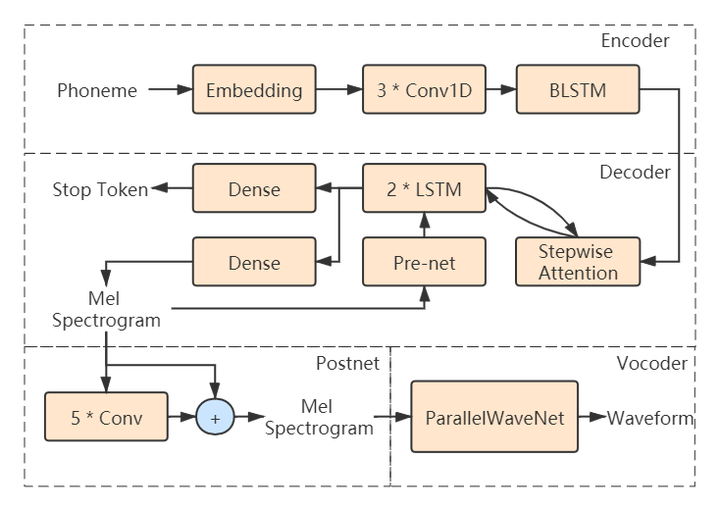 Encoder
Phoneme
Embedding
3 * Conv1D
BLSTM
Decoder
Stop Token
Dense
2 * LSTM
Dense
Pre-net
Stepwise
Attention
Mel
Spectrogram
Postnet
5 * Conv
+
Mel
Spectrogram
Vocoder
ParallelWaveNet
Waveform